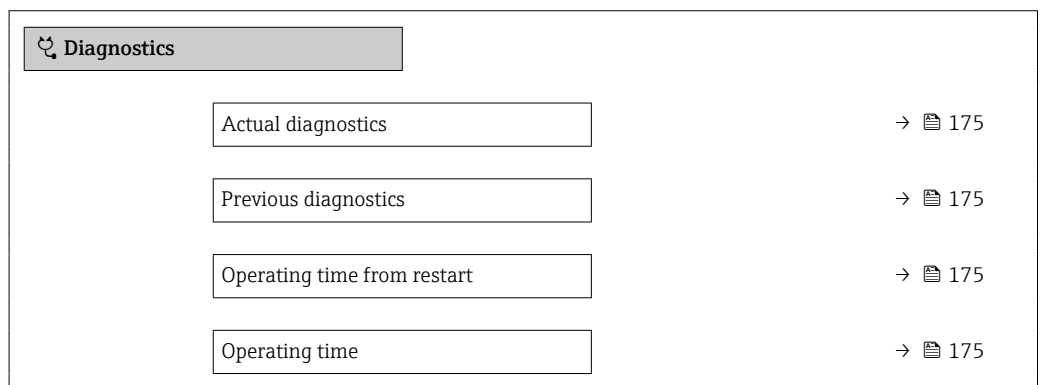 Diagnostics
Actual diagnostics → 175
Previous diagnostics → 175
Operating time from restart → 175
Operating time → 175